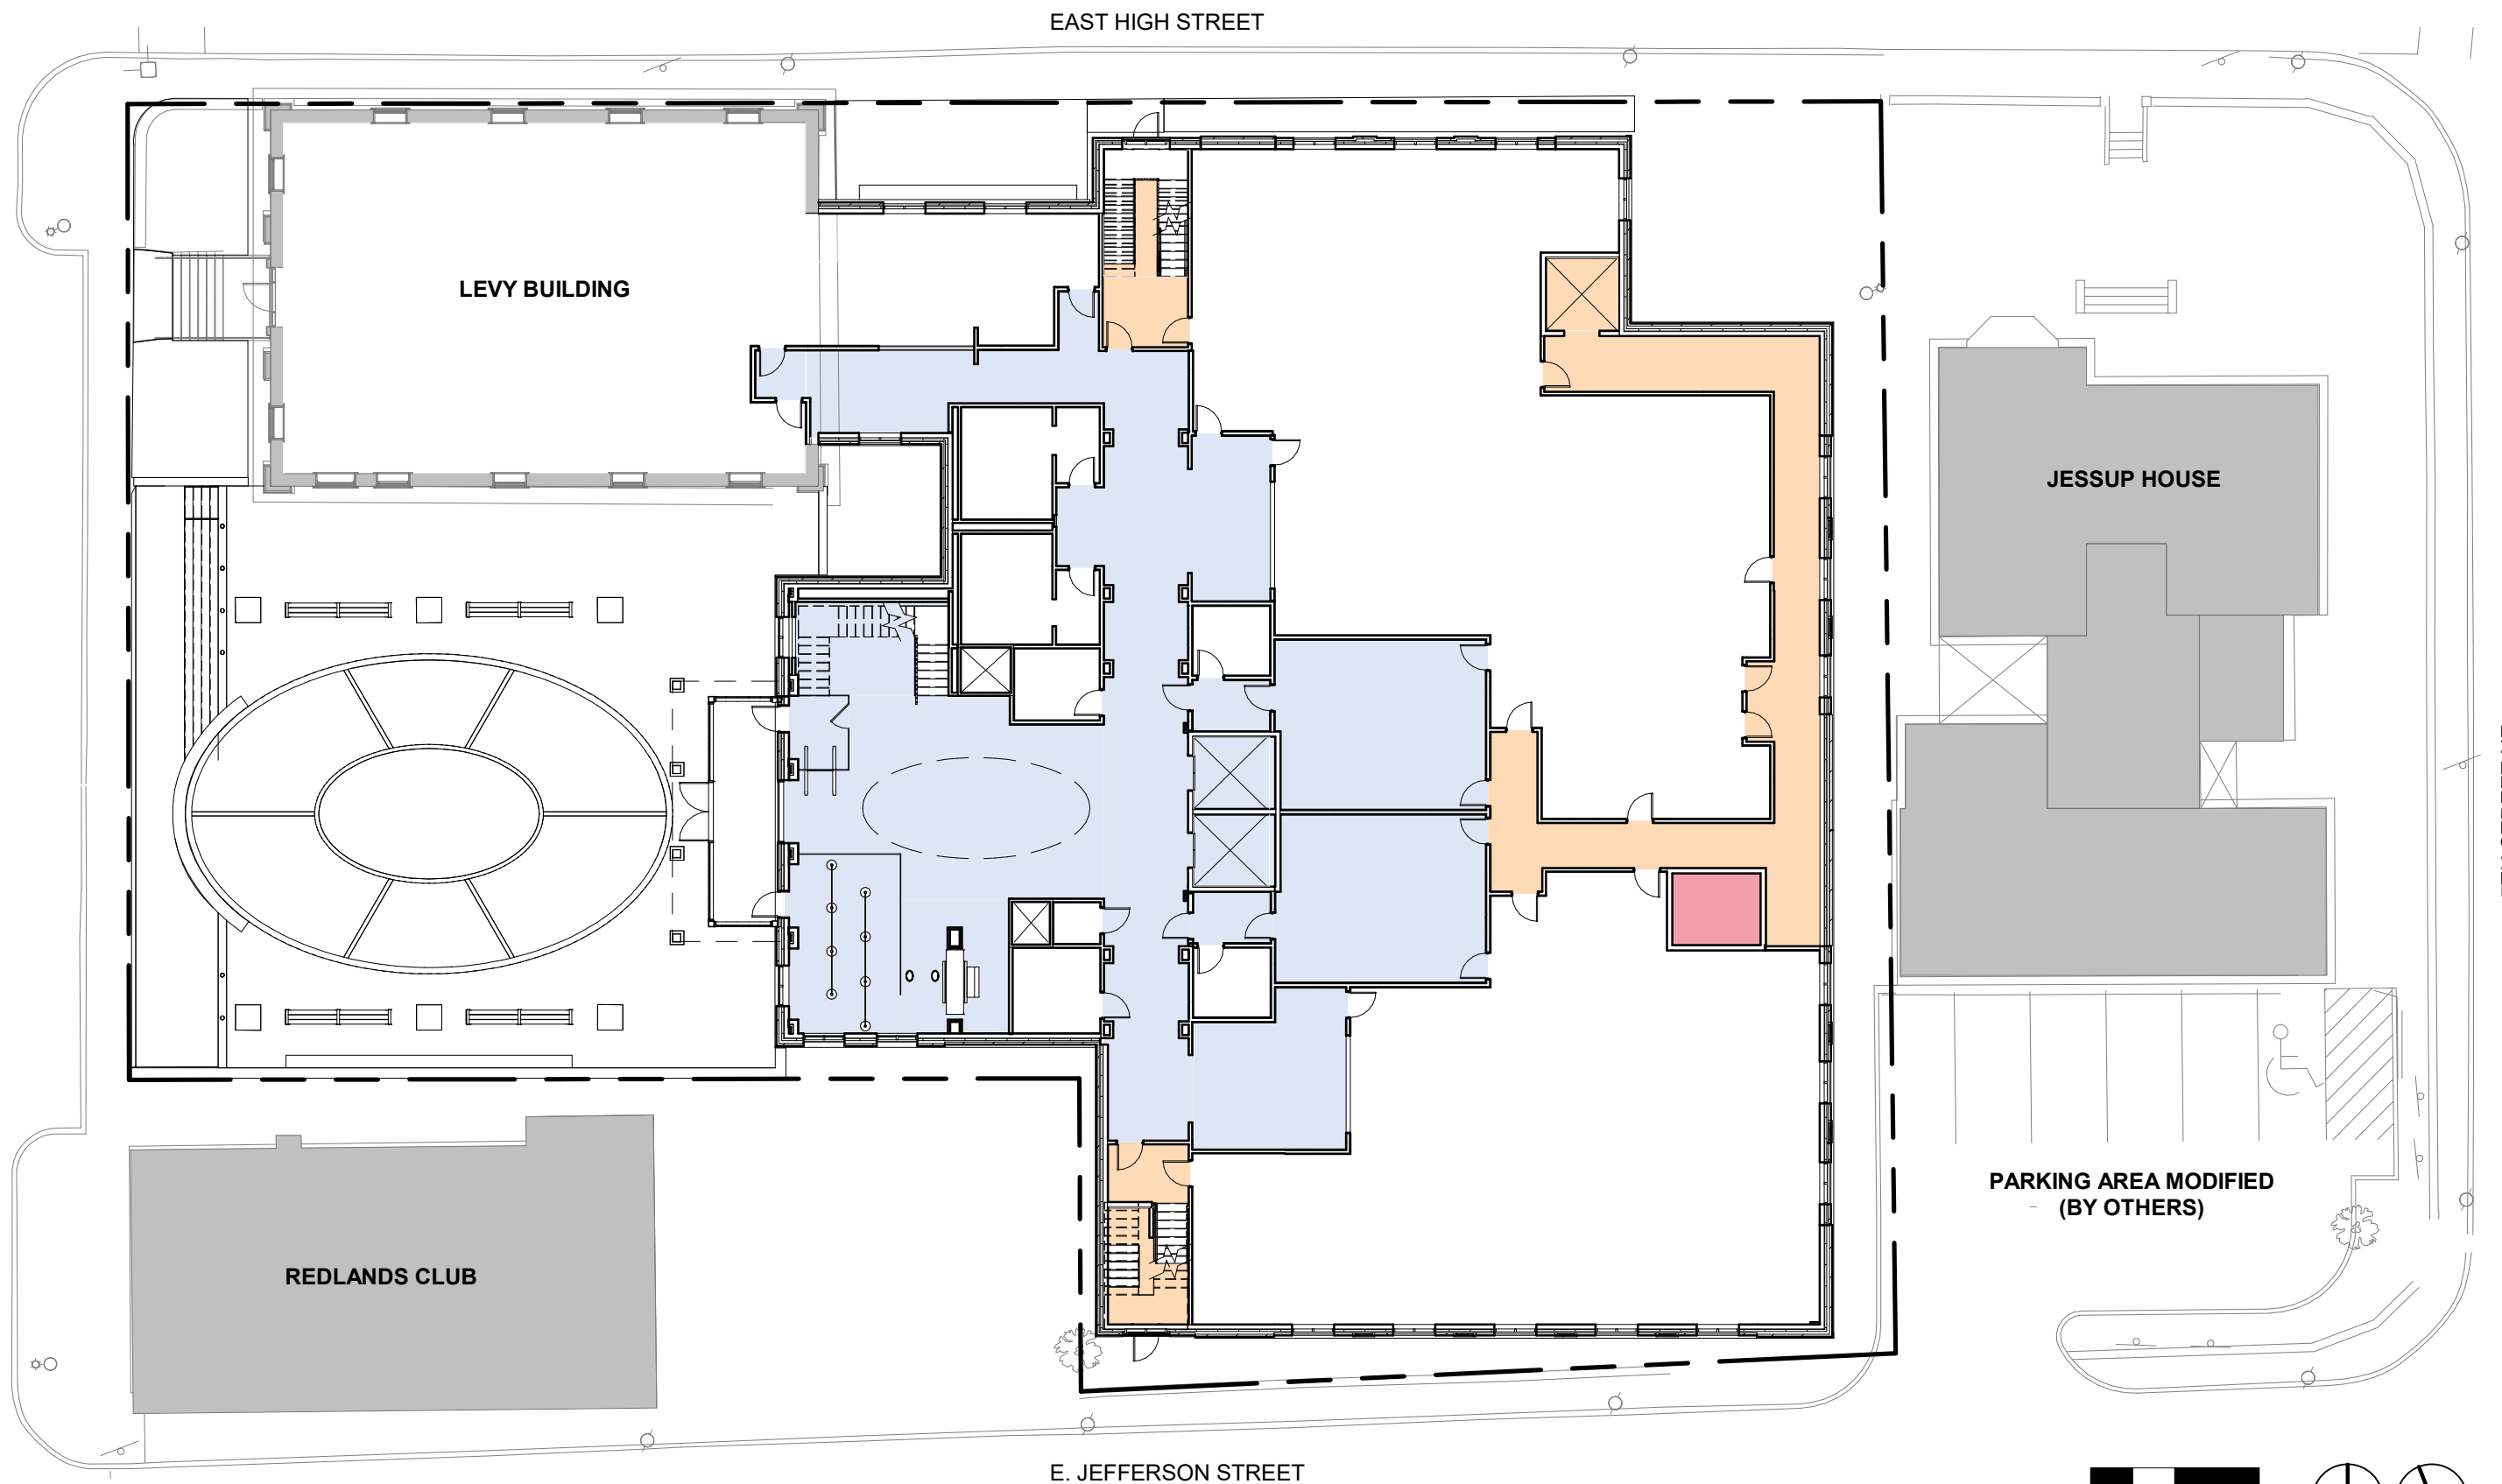 EAST HIGH STREET
LEVY BUILDING
JESSUP HOUSE
PARKING AREA MODIFIED
(BY OTHERS)
REDLANDS CLUB
E. JEFFERSON STREET